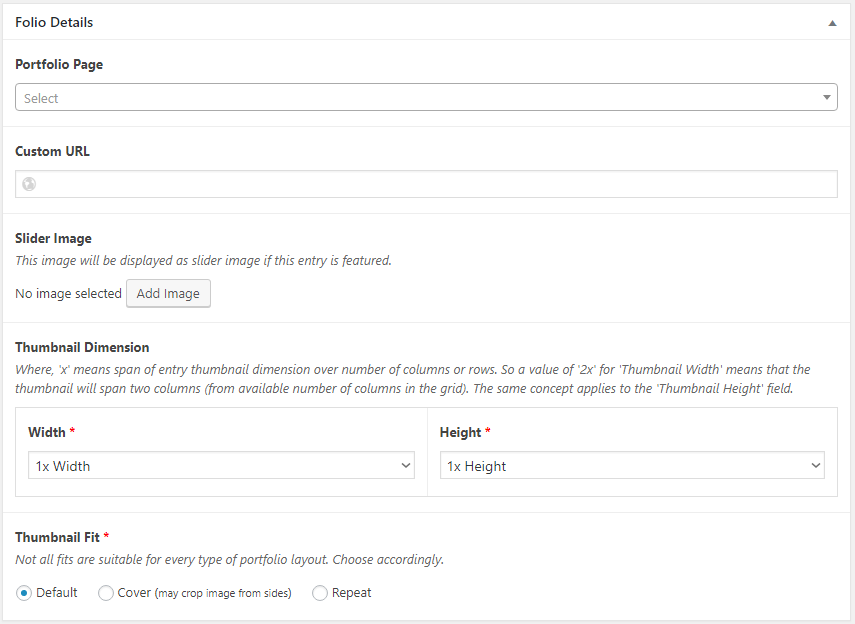 Folio Details
Portfolio Page
Select
Custom URL
Slider Image
This image will be displayed as slider image if this entry is featured.
No image selected Add Image
Thumbnail Dimension
Where, 'x' means span of entry thumbnail dimension over number of columns or rows. So a value of '2x' for 'Thumbnail Width' means that the
thumbnail will span two columns (from available number of columns in the grid). The same concept applies to the 'Thumbnail Height' field.
Width * Height *
1x Width 1x Height
Thumbnail Fit *
Not all fits are suitable for every type of portfolio layout. Choose accordingly.
Default Cover (may crop image from sides) Repeat